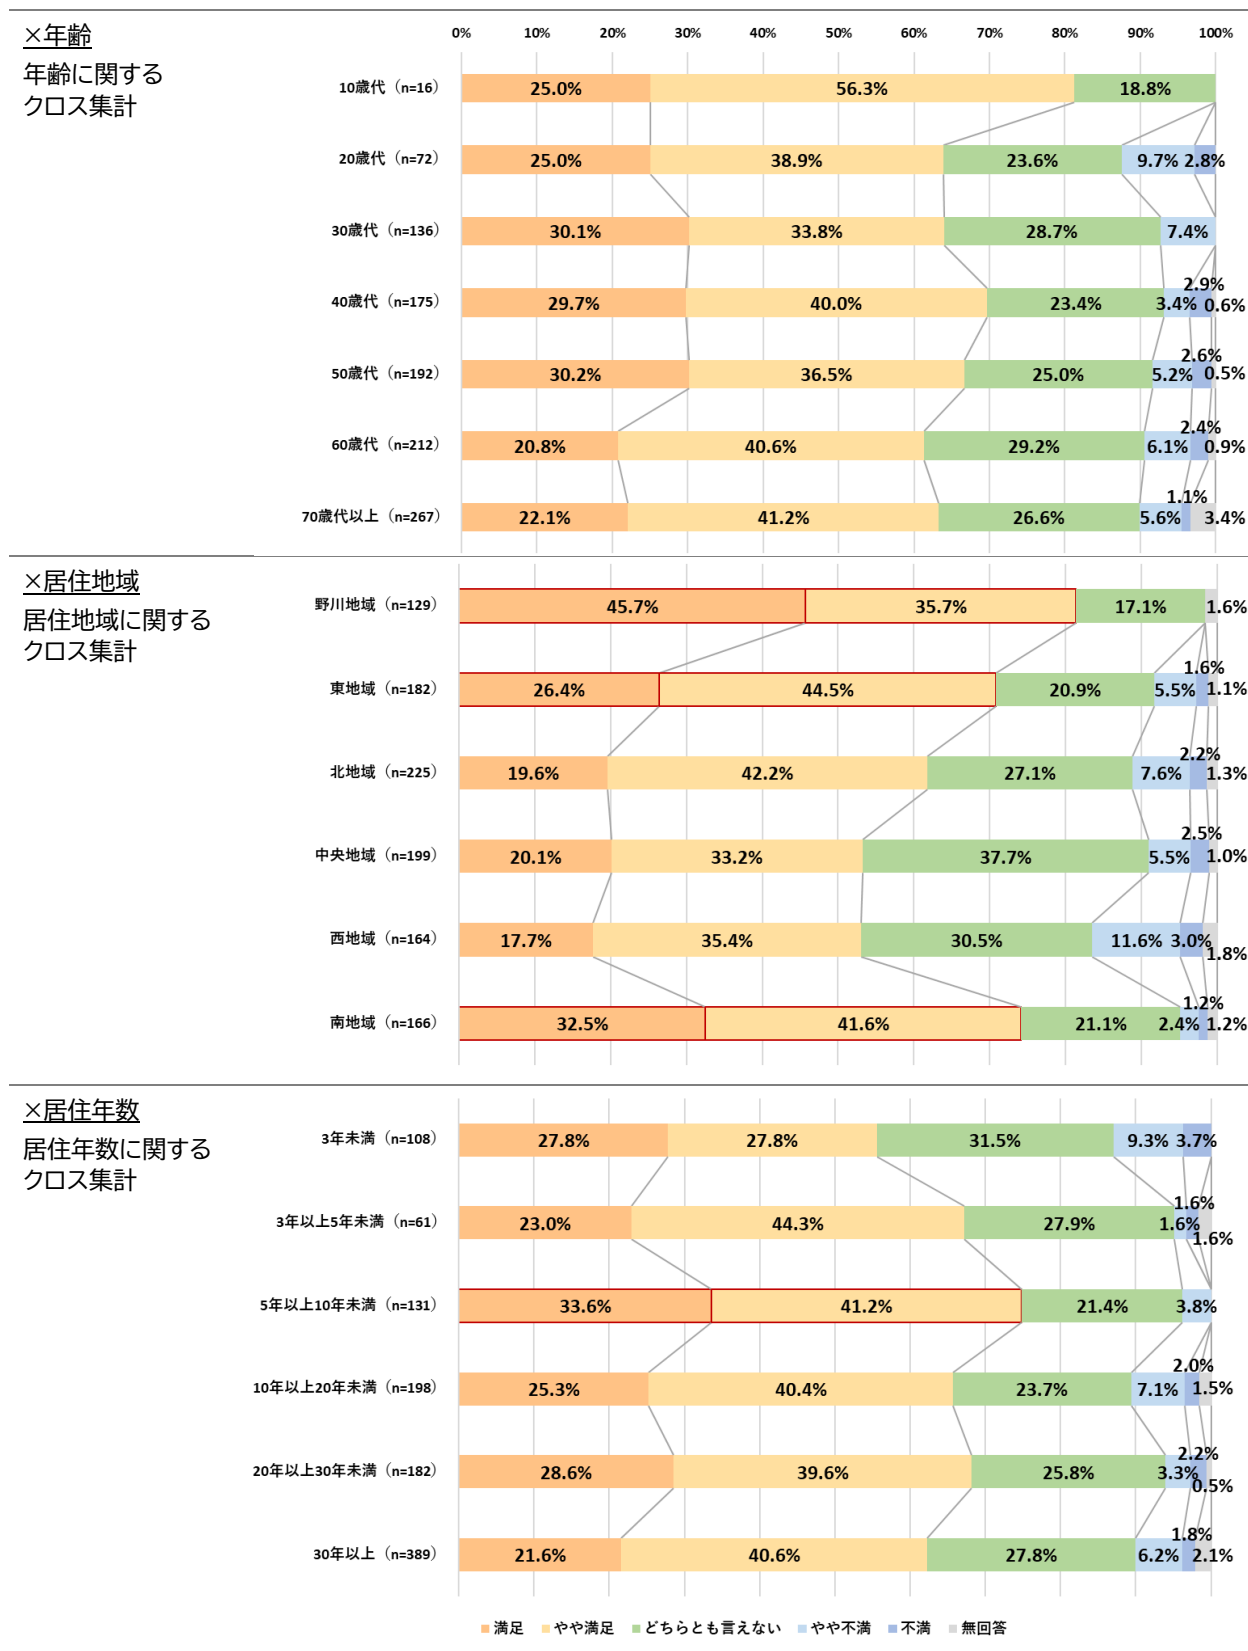 ×年齢
年齢に関する
クロス集計
0% 10% 20% 30% 40% 50% 60% 70% 80% 90% 100%
10歳代（n=16） 25.0% 56.3% 18.8%
20歳代（n=72） 25.0% 38.9% 23.6% 9.7% 2.8%
30歳代（n=136） 30.1% 33.8% 28.7% 7.4%
40歳代（n=175） 29.7% 40.0% 23.4% 3.4% 2.9% 0.6%
50歳代（n=192） 30.2% 36.5% 25.0% 5.2% 2.6% 0.5%
60歳代（n=212） 20.8% 40.6% 29.2% 6.1% 2.4% 0.9%
70歳代以上（n=267） 22.1% 41.2% 26.6% 5.6% 1.1% 3.4%
×居住地域
居住地域に関する
クロス集計
野川地域（n=129） 45.7% 35.7% 17.1% 1.6%
東地域（n=182） 26.4% 44.5% 20.9% 5.5% 1.6% 1.1%
北地域（n=225） 19.6% 42.2% 27.1% 7.6% 2.2% 1.3%
中央地域（n=199） 20.1% 33.2% 37.7% 5.5% 2.5% 1.0%
西地域（n=164） 17.7% 35.4% 30.5% 11.6% 3.0% 1.8%
南地域（n=166） 32.5% 41.6% 21.1% 2.4% 1.2% 1.2%
×居住年数
居住年数に関する
クロス集計
3年未満（n=108） 27.8% 27.8% 31.5% 9.3% 3.7%
3年以上5年未満（n=61） 23.0% 44.3% 27.9% 1.6% 1.6% 1.6%
5年以上10年未満（n=131） 33.6% 41.2% 21.4% 3.8%
10年以上20年未満（n=198） 25.3% 40.4% 23.7% 7.1% 2.0% 1.5%
20年以上30年未満（n=182） 28.6% 39.6% 25.8% 3.3% 2.2% 0.5%
30年以上（n=389） 21.6% 40.6% 27.8% 6.2% 1.8% 2.1%
満足 やや満足 どちらとも言えない やや不満 不満 無回答